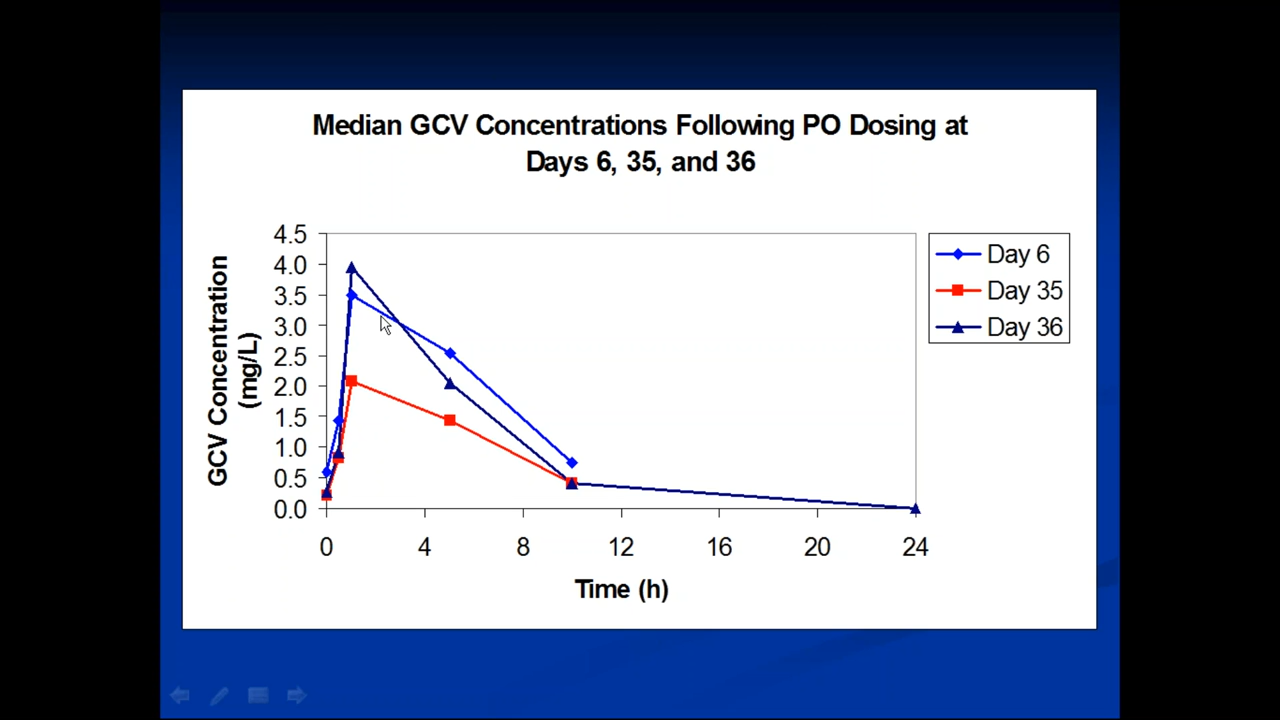 Median GCV Concentrations Following PO Dosing at
Days 6, 35, and 36
GCV Concentration
(mg/L)
4.5
4.0
3.5
3.0
2.5
2.0
1.5
1.0
0.5
0.0
0 4 8 12 16 20 24
Time (h)
Day 6
Day 35
Day 36